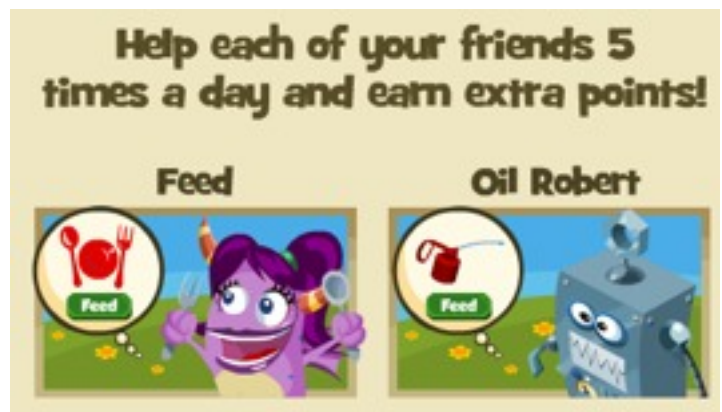 Help each of your friends 5
times a day and earn extra points!
Feed
Oil Robert
Feed
Feed